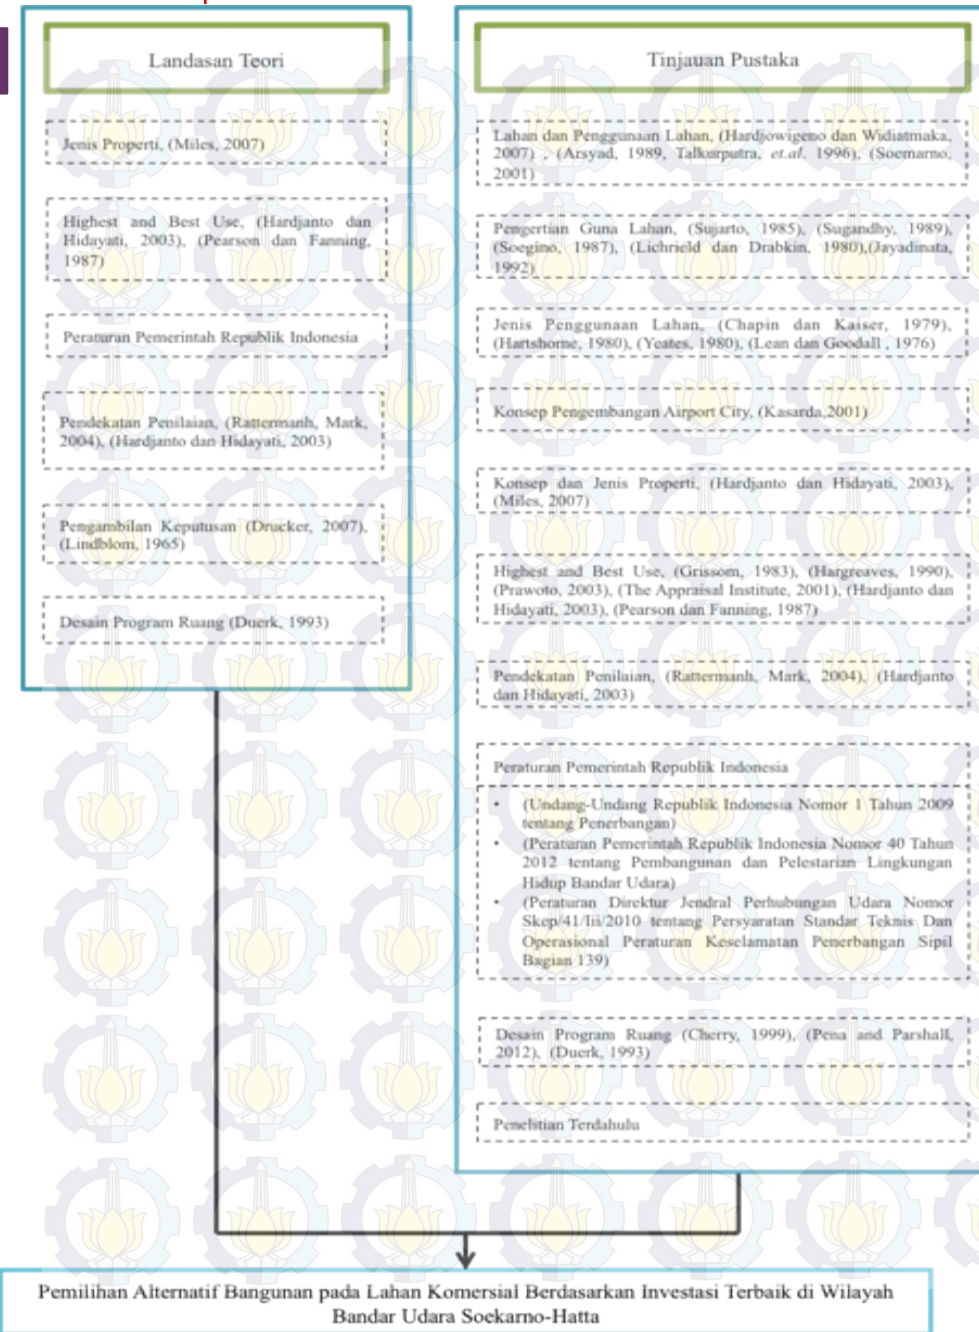 Landasan Teori
Jenis Properti, (Miles, 2007)
Highest and Best Use, (Hardjanto dan
Hidayati, 2003), (Pearson dan Fanning,
1987)
Peraturan Pemerintah Republik Indonesia
Pendekatan Penilaian, (Rattermanh, Mark,
2004), (Hardjanto dan Hidayati, 2003)
Pengambilan Keputusan (Drucker, 2007),
(Lindblom, 1965)
Desain Program Ruang (Duerk, 1993)
Tinjauan Pustaka
Lahan dan Penggunaan Lahan, (Hardjowigeno dan Widiatmaka,
2007) , (Arsyad, 1989, Talkurputra, et.al. 1996), (Soemarno,
2001)
Pengertian Guna Lahan, (Sujarto, 1985), (Sugandhy, 1989),
(Soegino, 1987), (Lichrield dan Drabkin, 1980),(Jayadinata,
1992)
Jenis Penggunaan Lahan, (Chapin dan Kaiser, 1979),
(Hartshorne, 1980), (Yeates, 1980), (Lean dan Goodall , 1976)
Konsep Pengembangan Airport City, (Kasarda,2001)
Konsep dan Jenis Properti, (Hardjanto dan Hidayati, 2003),
(Miles, 2007)
Highest and Best Use, (Grissom, 1983), (Hargreaves, 1990),
(Prawoto, 2003), (The Appraisal Institute, 2001), (Hardjanto dan
Hidayati, 2003), (Pearson dan Fanning, 1987)
Pendekatan Penilaian, (Rattermanh, Mark, 2004), (Hardjanto
dan Hidayati, 2003)
Peraturan Pemerintah Republik Indonesia
• (Undang-Undang Republik Indonesia Nomor 1 Tahun 2009
tentang Penerbangan)
• (Peraturan Pemerintah Republik Indonesia Nomor 40 Tahun
2012 tentang Pembangunan dan Pelestarian Lingkungan
Hidup Bandar Udara)
• (Peraturan Direktur Jendral Perhubungan Udara Nomor
Skep/41/Iii/2010 tentang Persyaratan Standar Teknis Dan
Operasional Peraturan Keselamatan Penerbangan Sipil
Bagian 139)
Desain Program Ruang (Cherry, 1999), (Pena and Parshall,
2012), (Duerk, 1993)
Penelitian Terdahulu
Pemilihan Alternatif Bangunan pada Lahan Komersial Berdasarkan Investasi Terbaik di Wilayah
Bandar Udara Soekarno-Hatta